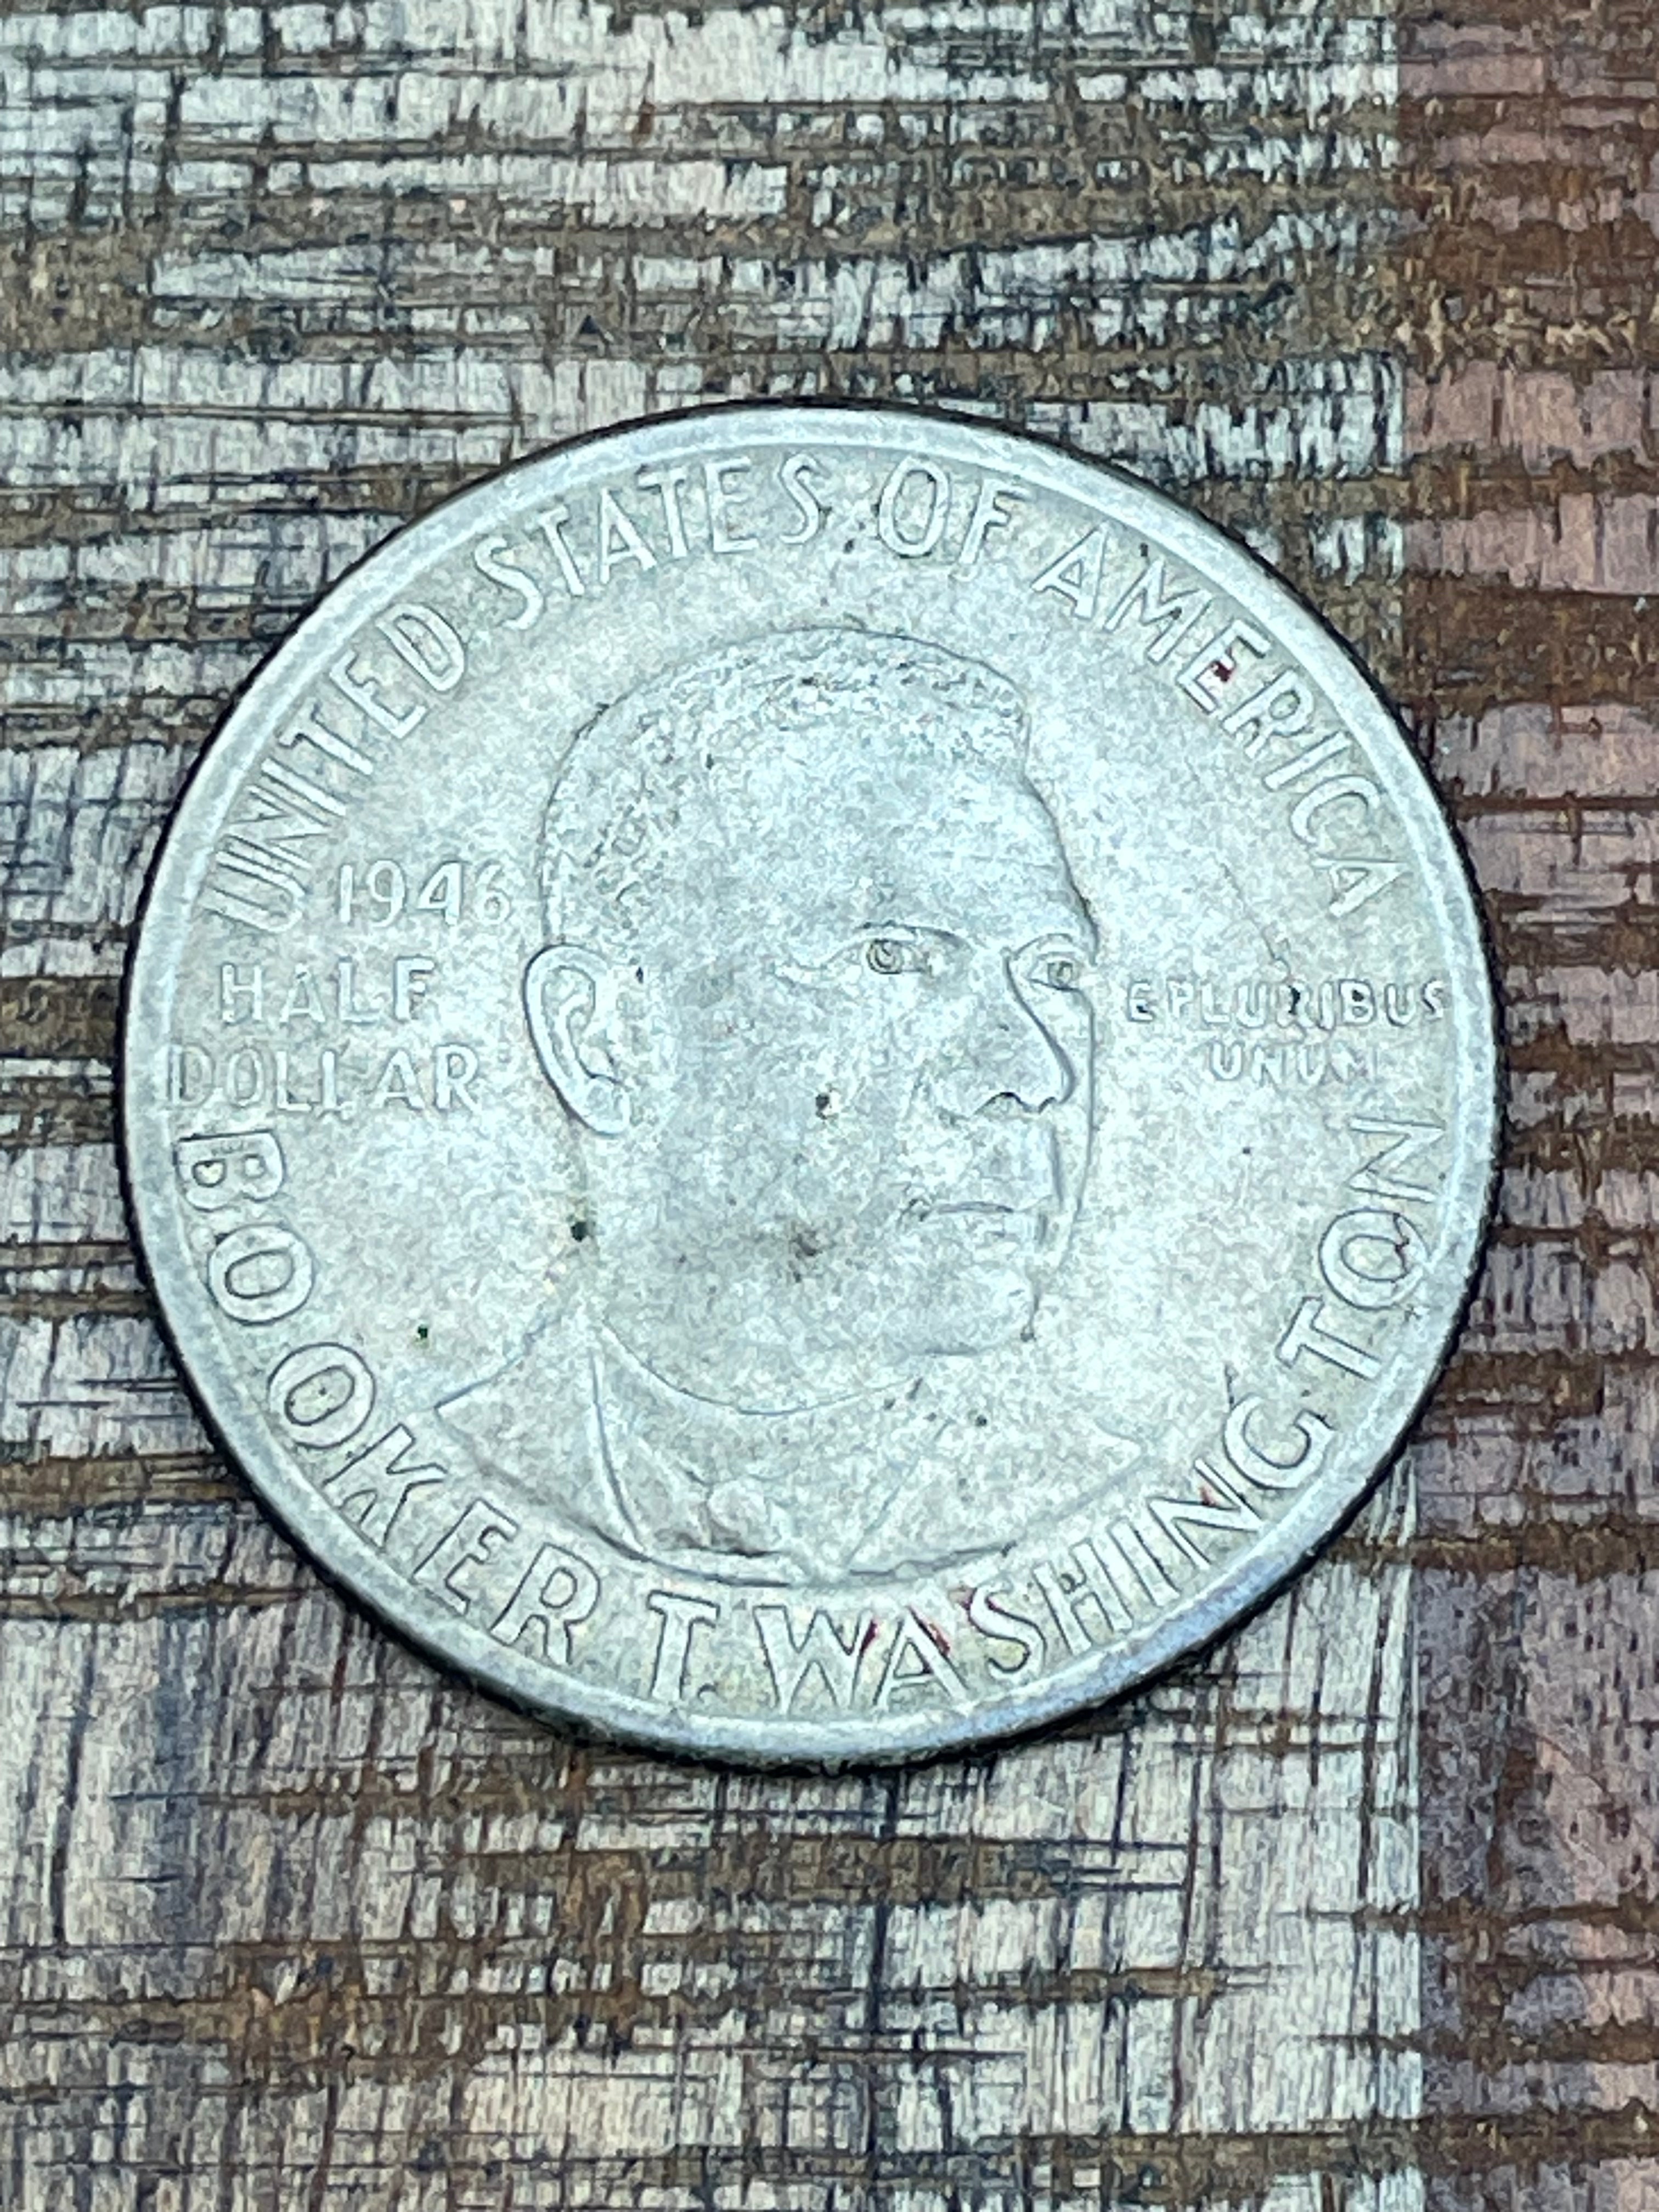 UNITED STATES OF AMERICA
1946
HALF
DOLLAR
E PLURIBUS
UNUM
BOOKER T. WASHINGTON